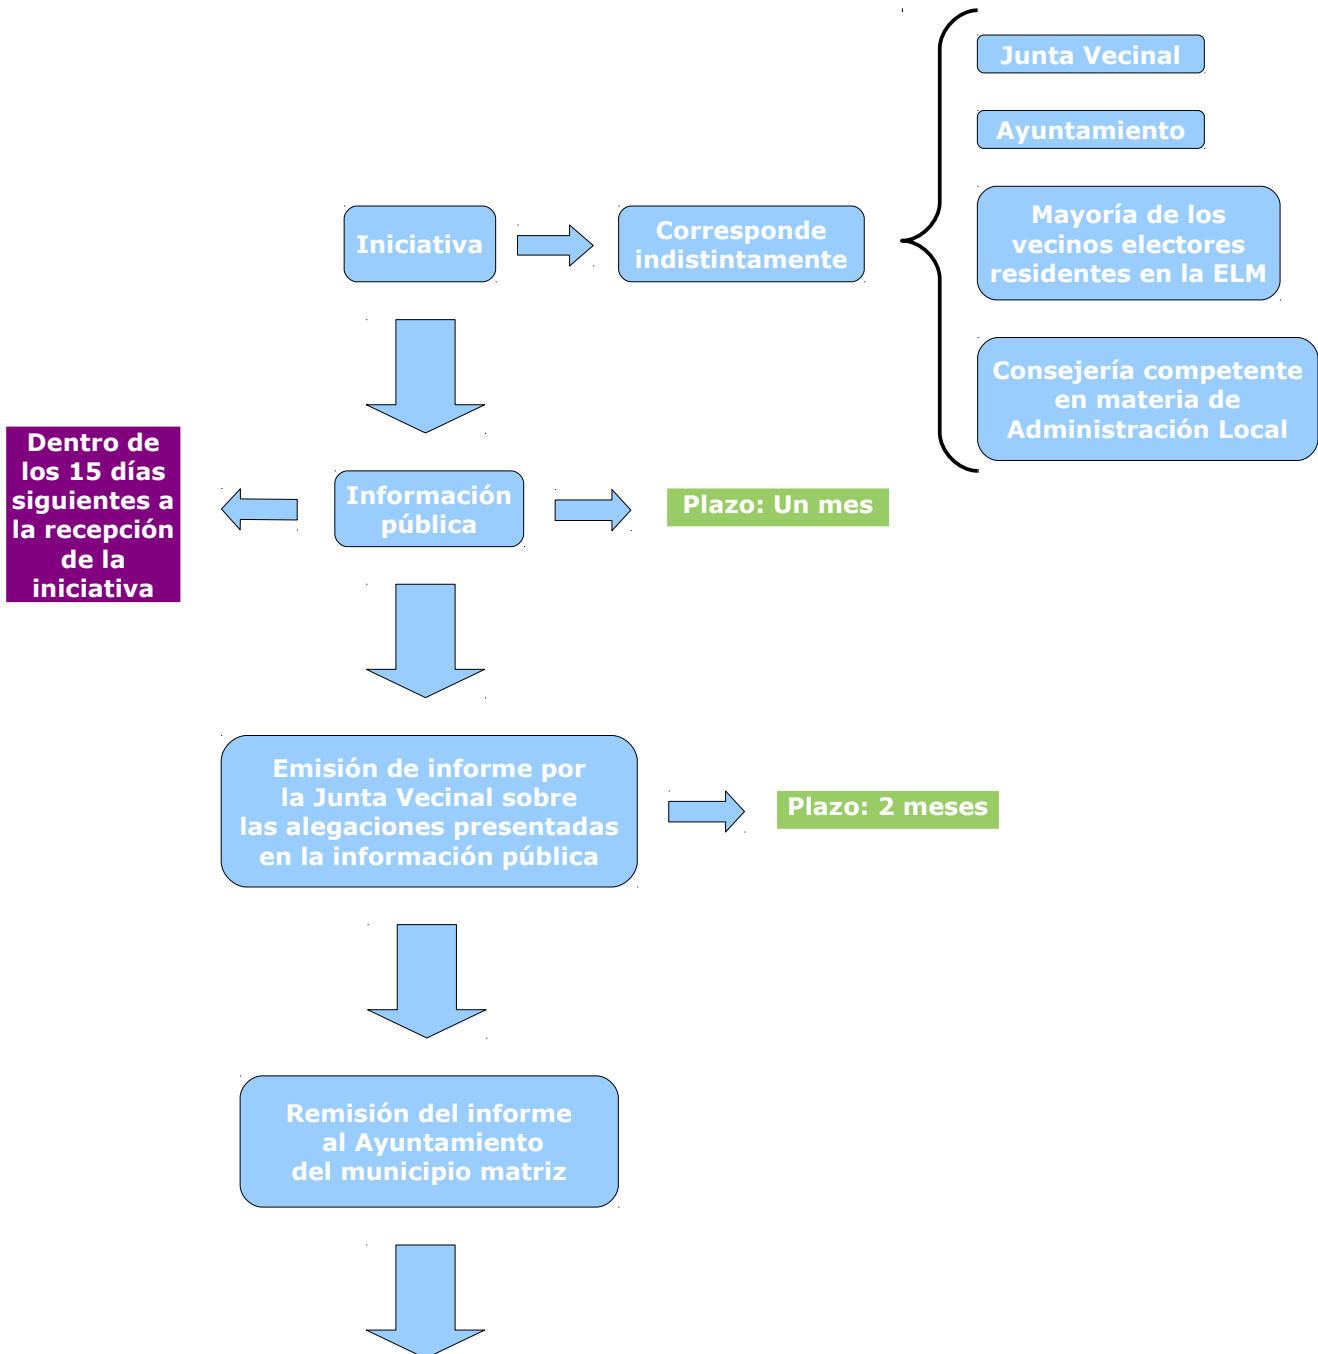 Junta Vecinal
Ayuntamiento
Mayoría de los
vecinos electores
residentes en la ELM
Iniciativa
Corresponde
indistintamente
Consejería competente
en materia de
Administración Local
Dentro de
los 15 días
siguientes a
la recepción
de la
iniciativa
Información
pública
Plazo: Un mes
Emisión de informe por
la Junta Vecinal sobre
las alegaciones presentadas
en la información pública
Plazo: 2 meses
Remisión del informe
al Ayuntamiento
del municipio matriz